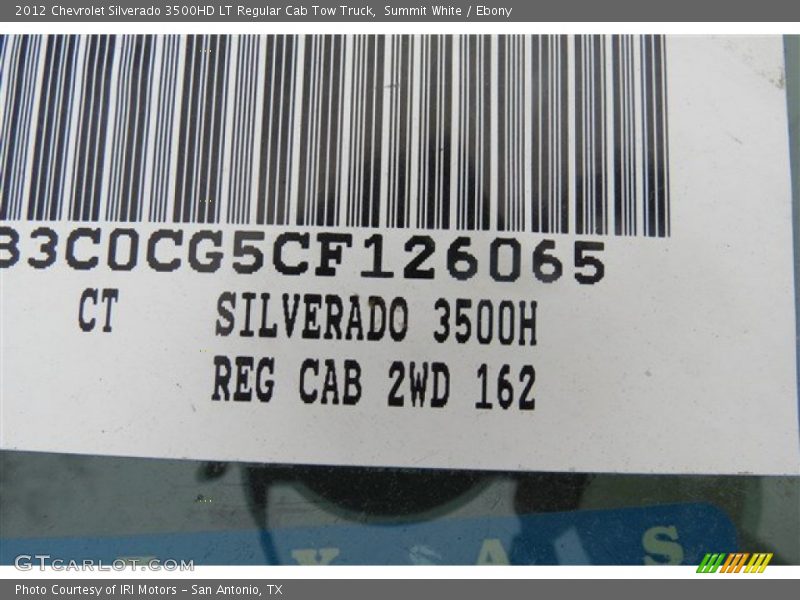 2012 Chevrolet Silverado 3500HD LT Regular Cab Tow Truck,  Summit White / Ebony
B3C0CG5CF126065
CT SILVERADO 3500H
REG CAB 2WD 162
GTCARLOT.COM
Photo Courtesy of IRI Motors – San Antonio, TX